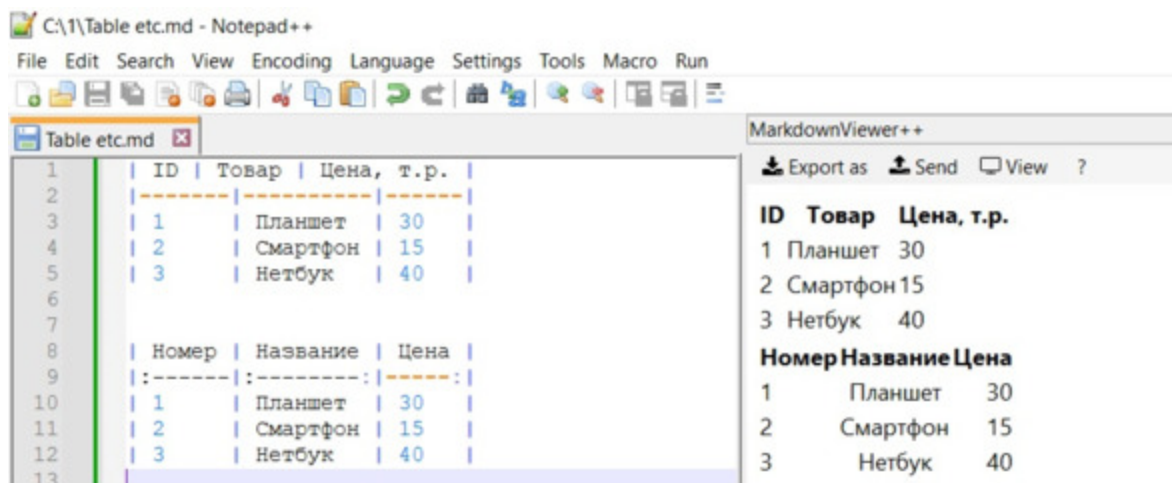 C:\1\Table etc.md - Notepad++
File Edit Search View Encoding Language Settings Tools Macro Run
Table etc.md
1 | ID | Товар | Цена, т.р. |
2 |-------|----------|------|
3 | 1 | Планшет | 30 |
4 | 2 | Смартфон | 15 |
5 | 3 | Нетбук | 40 |
6
7
8 | Номер | Название | Цена |
9 |:------|:--------:|-----:|
10 | 1 | Планшет | 30 |
11 | 2 | Смартфон | 15 |
12 | 3 | Нетбук | 40 |
13
MarkdownViewer++
Export as Send View ?
ID Товар Цена, т.р.
1 Планшет 30
2 Смартфон 15
3 Нетбук 40
Номер Название Цена
1 Планшет 30
2 Смартфон 15
3 Нетбук 40